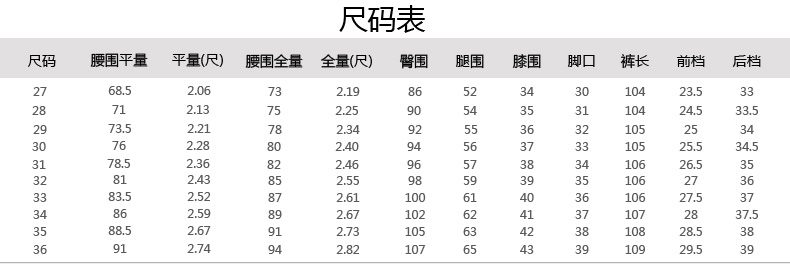 尺码表
尺码 腰围平量 平量(尺) 腰围全量 全量(尺) 臀围 腿围 膝围 脚口 裤长 前档 后档
27 68.5 2.06 73 2.19 86 52 34 30 104 23.5 33
28 71 2.13 75 2.25 90 54 35 31 104 24.5 33.5
29 73.5 2.21 78 2.34 92 55 36 32 105 25 34
30 76 2.28 80 2.40 94 56 37 33 105 25.5 34.5
31 78.5 2.36 82 2.46 96 57 38 34 106 26.5 35
32 81 2.43 85 2.55 98 59 39 35 106 27 36
33 83.5 2.52 87 2.61 100 61 40 36 106 27.5 37
34 86 2.59 89 2.67 102 62 41 37 107 28 37.5
35 88.5 2.67 91 2.73 105 63 42 38 108 28.5 38
36 91 2.74 94 2.82 107 65 43 39 109 29.5 39